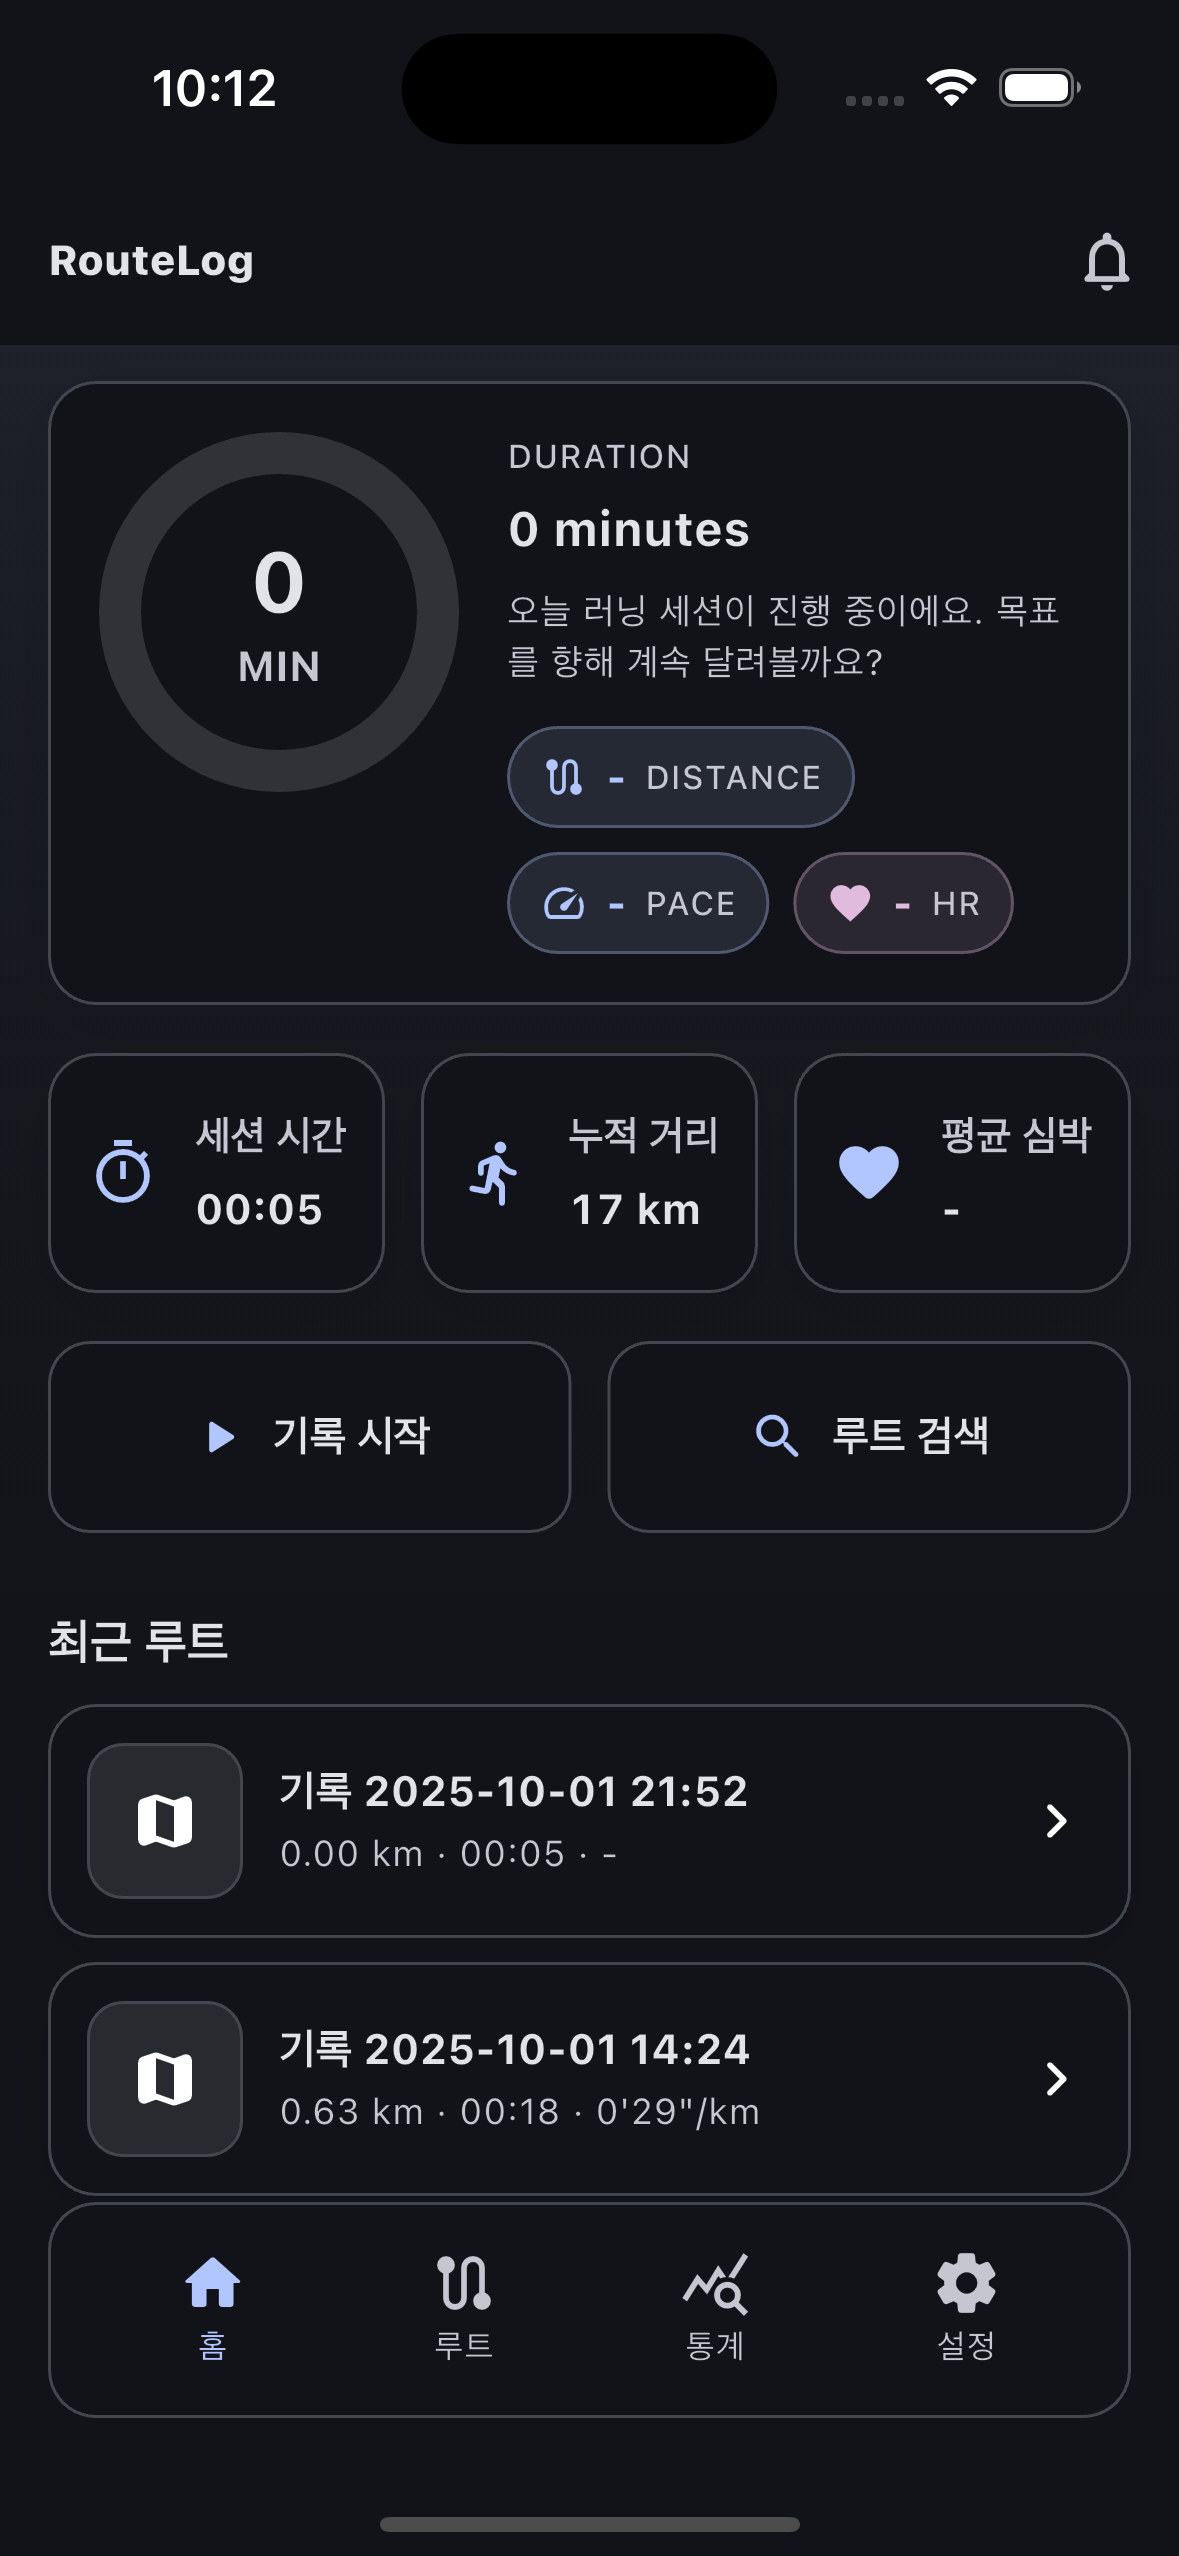 10:12
RouteLog
0
MIN
DURATION
0 minutes
오늘 러닝 세션이 진행 중이에요. 목표
를 향해 계속 달려볼까요?
- DISTANCE
- PACE
- HR
세션 시간
00:05
누적 거리
17 km
평균 심박
-
기록 시작
루트 검색
최근 루트
기록 2025-10-01 21:52
0.00 km · 00:05 · -
기록 2025-10-01 14:24
0.63 km · 00:18 · 0'29"/km
홈
루트
통계
설정